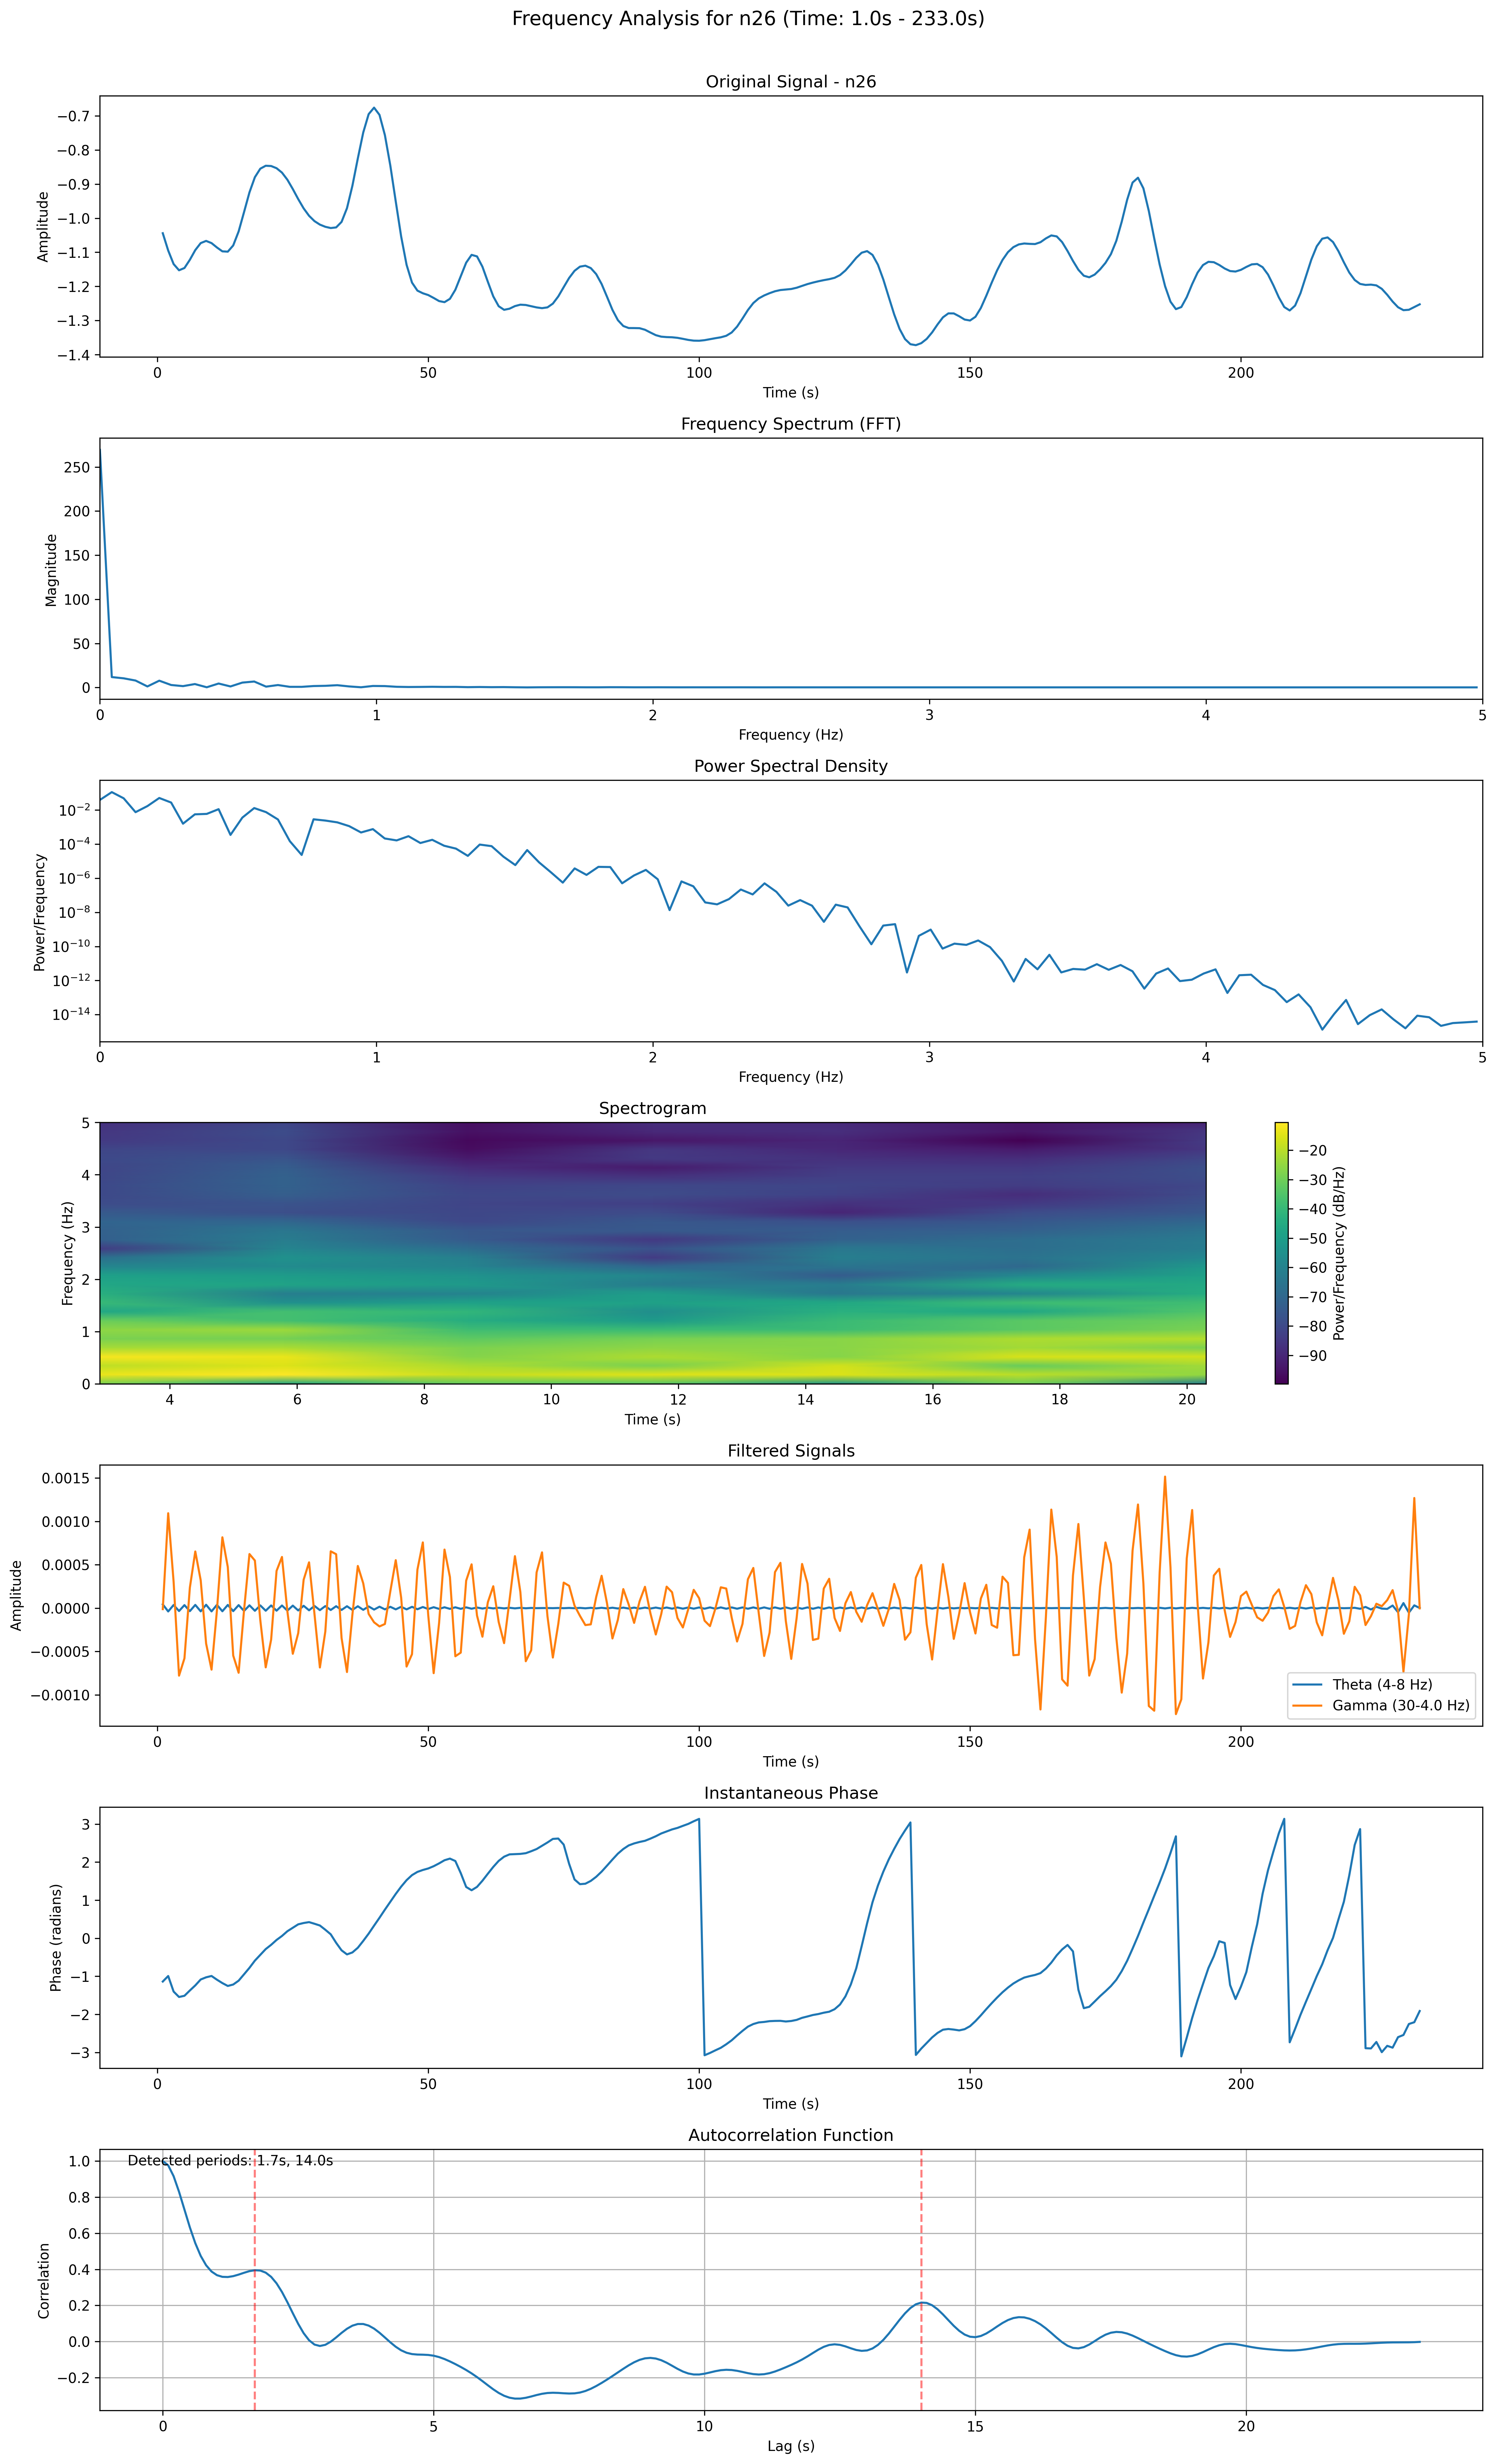 Frequency Analysis for n26 (Time: 1.0s - 233.0s)
Original Signal - n26
Amplitude
−0.7
−0.8
−0.9
−1.0
−1.1
−1.2
−1.3
−1.4
0 50 100 150 200
Time (s)
Frequency Spectrum (FFT)
Magnitude
250
200
150
100
50
0
0 1 2 3 4 5
Frequency (Hz)
Power Spectral Density
Power/Frequency
10⁻²
10⁻⁴
10⁻⁶
10⁻⁸
10⁻¹⁰
10⁻¹²
10⁻¹⁴
0 1 2 3 4 5
Frequency (Hz)
Spectrogram
Frequency (Hz)
5
4
3
2
1
0
4 6 8 10 12 14 16 18 20
Time (s)
−20
−30
−40
−50
−60
−70
−80
−90
Power/Frequency (dB/Hz)
Filtered Signals
Amplitude
0.0015
0.0010
0.0005
0.0000
−0.0005
−0.0010
Theta (4-8 Hz)
Gamma (30-4.0 Hz)
0 50 100 150 200
Time (s)
Instantaneous Phase
Phase (radians)
3
2
1
0
−1
−2
−3
0 50 100 150 200
Time (s)
Autocorrelation Function
Detected periods: 1.7s, 14.0s
Correlation
1.0
0.8
0.6
0.4
0.2
0.0
−0.2
0 5 10 15 20
Lag (s)